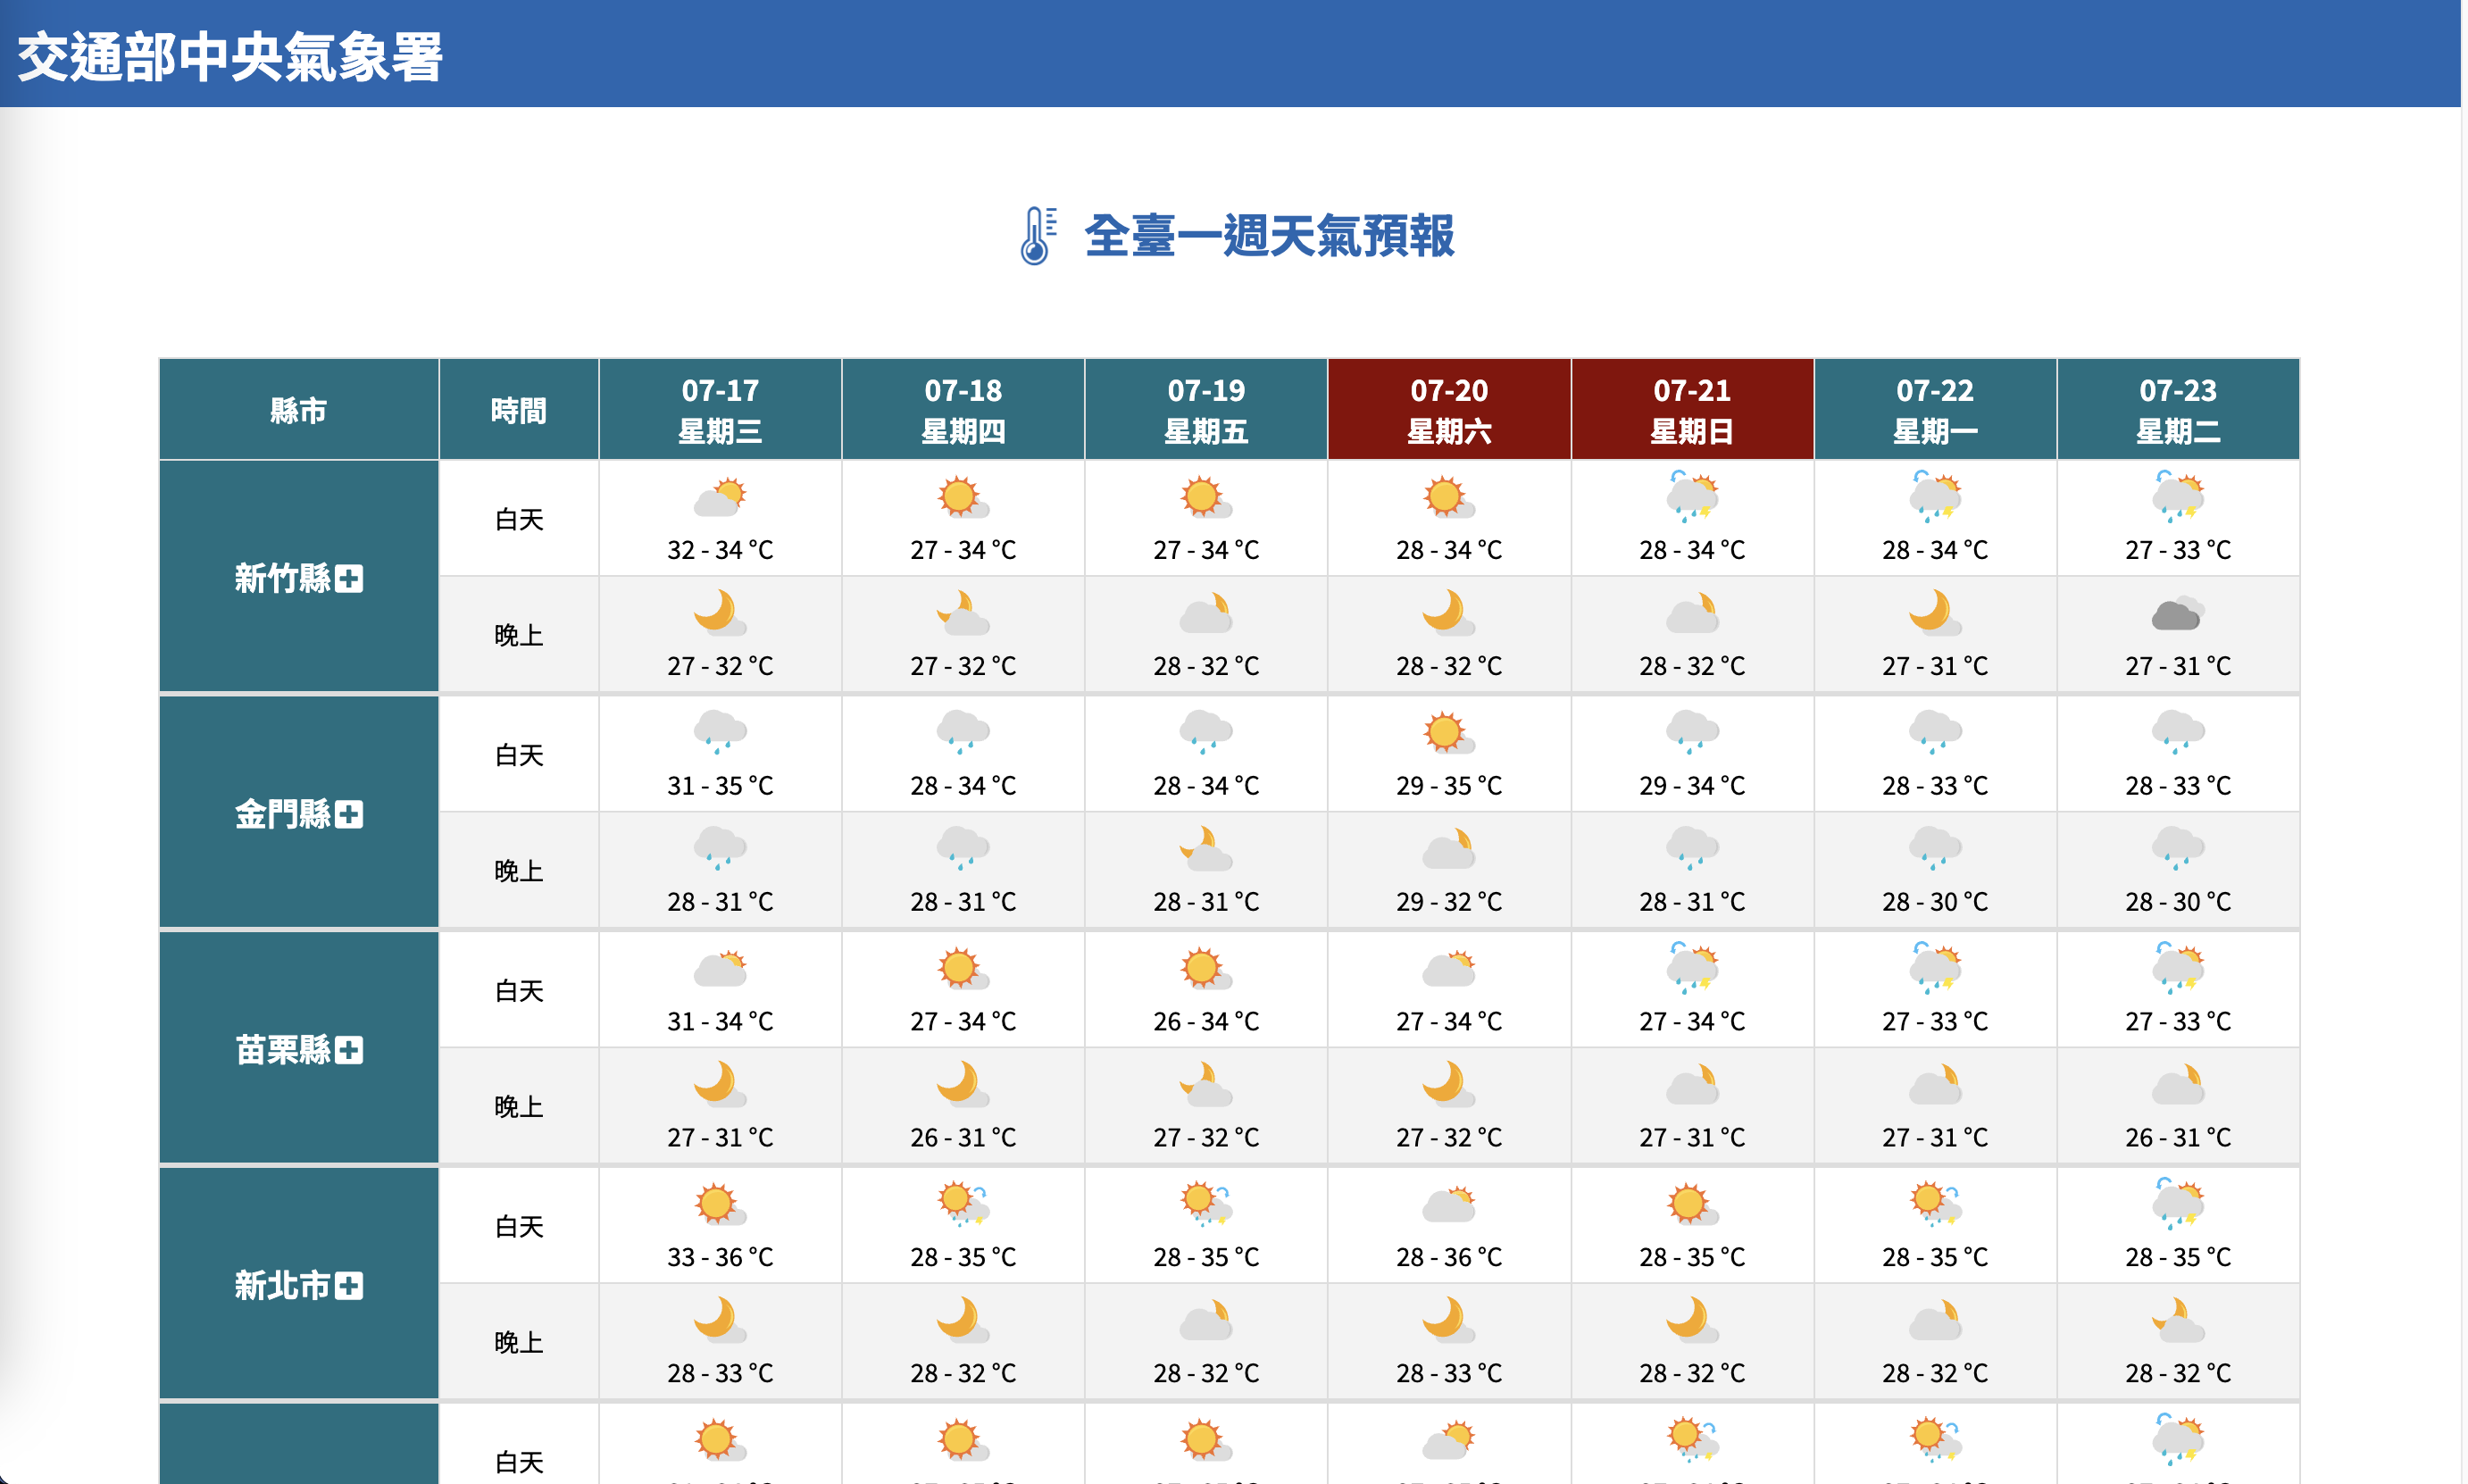 交通部中央氣象署
全臺一週天氣預報
縣市 時間 07-17 07-18 07-19 07-20 07-21 07-22 07-23
星期三 星期四 星期五 星期六 星期日 星期一 星期二
新竹縣
白天 32 - 34 °C 27 - 34 °C 27 - 34 °C 28 - 34 °C 28 - 34 °C 28 - 34 °C 27 - 33 °C
晚上 27 - 32 °C 27 - 32 °C 28 - 32 °C 28 - 32 °C 28 - 32 °C 27 - 31 °C 27 - 31 °C
金門縣
白天 31 - 35 °C 28 - 34 °C 28 - 34 °C 29 - 35 °C 29 - 34 °C 28 - 33 °C 28 - 33 °C
晚上 28 - 31 °C 28 - 31 °C 28 - 31 °C 29 - 32 °C 28 - 31 °C 28 - 30 °C 28 - 30 °C
苗栗縣
白天 31 - 34 °C 27 - 34 °C 26 - 34 °C 27 - 34 °C 27 - 34 °C 27 - 33 °C 27 - 33 °C
晚上 27 - 31 °C 26 - 31 °C 27 - 32 °C 27 - 32 °C 27 - 31 °C 27 - 31 °C 26 - 31 °C
新北市
白天 33 - 36 °C 28 - 35 °C 28 - 35 °C 28 - 36 °C 28 - 35 °C 28 - 35 °C 28 - 35 °C
晚上 28 - 33 °C 28 - 32 °C 28 - 32 °C 28 - 33 °C 28 - 32 °C 28 - 32 °C 28 - 32 °C
白天